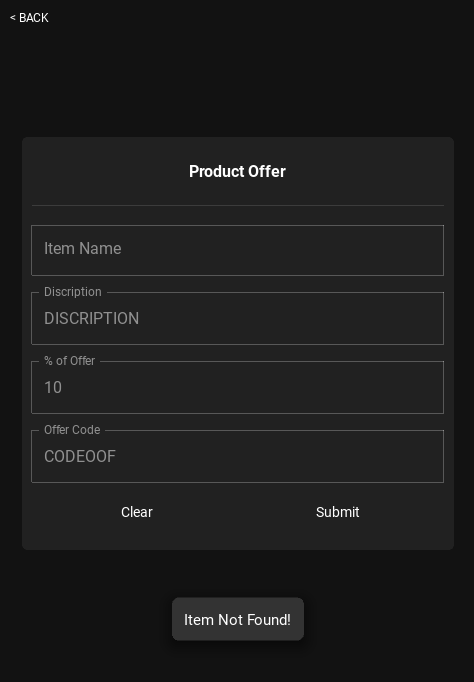 < BACK
Product Offer
Item Name
Discription
DISCRIPTION
% of Offer
10
Offer Code
CODEOOF
Clear Submit
Item Not Found!